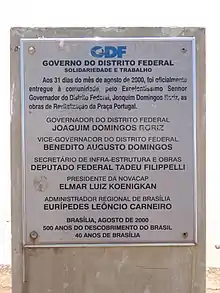 GDF
GOVERNO DO DISTRITO FEDERAL
SOLIDARIEDADE E TRABALHO
Aos 31 dias do mês de agosto de 2000, foi oficialmente
entregue à comunidade, pelo Excelentíssimo Senhor
Governador do Distrito Federal, Joaquim Domingos Roriz, as
obras de Revitalização da Praça Portugal.
GOVERNADOR DO DISTRITO FEDERAL
JOAQUIM DOMINGOS RORIZ
VICE-GOVERNADOR DO DISTRITO FEDERAL
BENEDITO AUGUSTO DOMINGOS
SECRETÁRIO DE INFRA-ESTRUTURA E OBRAS
DEPUTADO FEDERAL TADEU FILIPPELLI
PRESIDENTE DA NOVACAP
ELMAR LUIZ KOENIGKAN
ADMINISTRADOR REGIONAL DE BRASÍLIA
EURÍPEDES LEÔNCIO CARNEIRO
BRASÍLIA, AGOSTO DE 2000
500 ANOS DO DESCOBRIMENTO DO BRASIL
40 ANOS DE BRASÍLIA